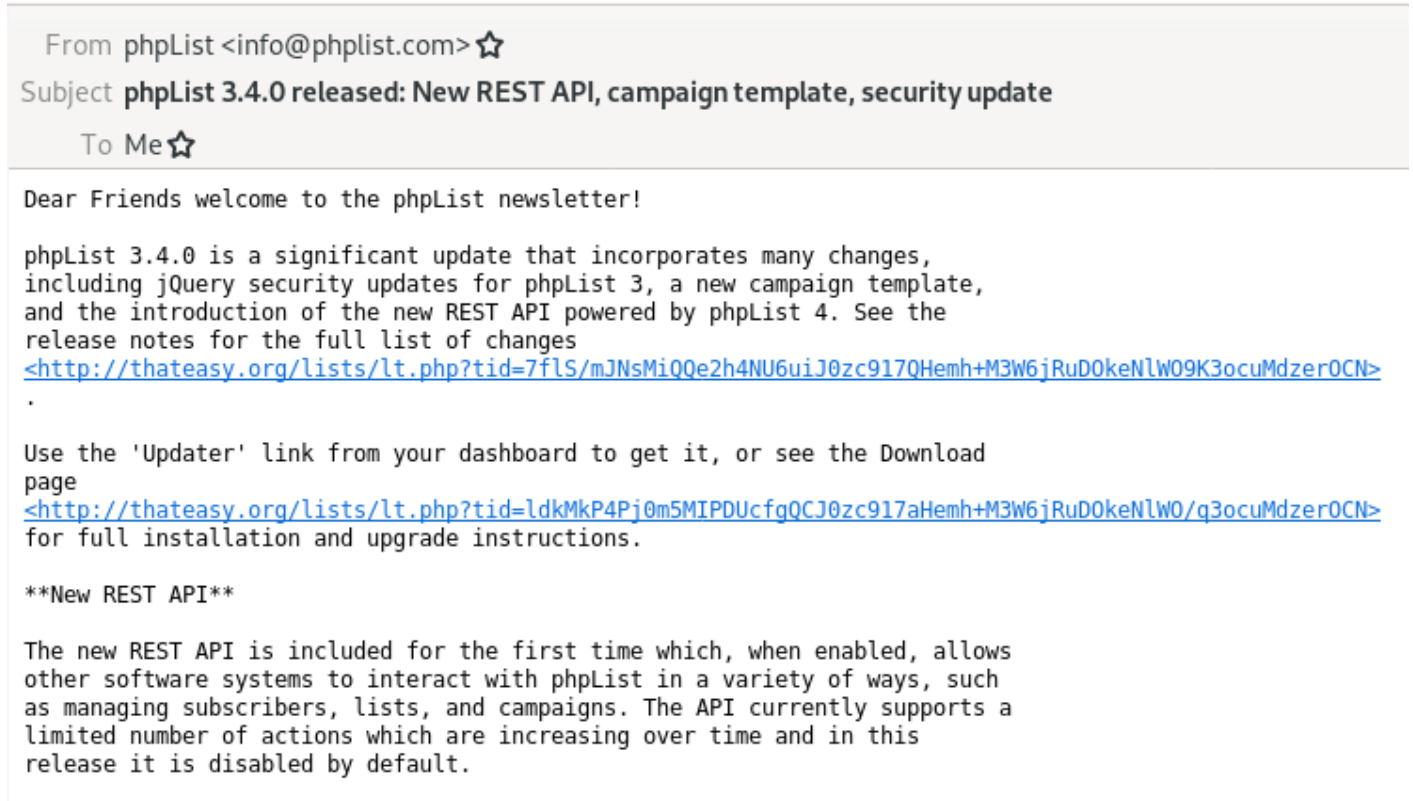 From phpList <info@phplist.com>
Subject phpList 3.4.0 released: New REST API, campaign template, security update
To Me
Dear Friends welcome to the phpList newsletter!
phpList 3.4.0 is a significant update that incorporates many changes,
including jQuery security updates for phpList 3, a new campaign template,
and the introduction of the new REST API powered by phpList 4. See the
release notes for the full list of changes
<http://thateasy.org/lists/lt.php?tid=7flS/mJNsMiQQe2h4NU6uiJ0zc917QHemh+M3W6jRuDOkeNlWO9K3ocuMdzerOCN>
.
Use the 'Updater' link from your dashboard to get it, or see the Download
page
<http://thateasy.org/lists/lt.php?tid=ldkMkP4Pj0m5MIPDUcfgQCJ0zc917aHemh+M3W6jRuDOkeNlWO/q3ocuMdzerOCN>
for full installation and upgrade instructions.
**New REST API**
The new REST API is included for the first time which, when enabled, allows
other software systems to interact with phpList in a variety of ways, such
as managing subscribers, lists, and campaigns. The API currently supports a
limited number of actions which are increasing over time and in this
release it is disabled by default.